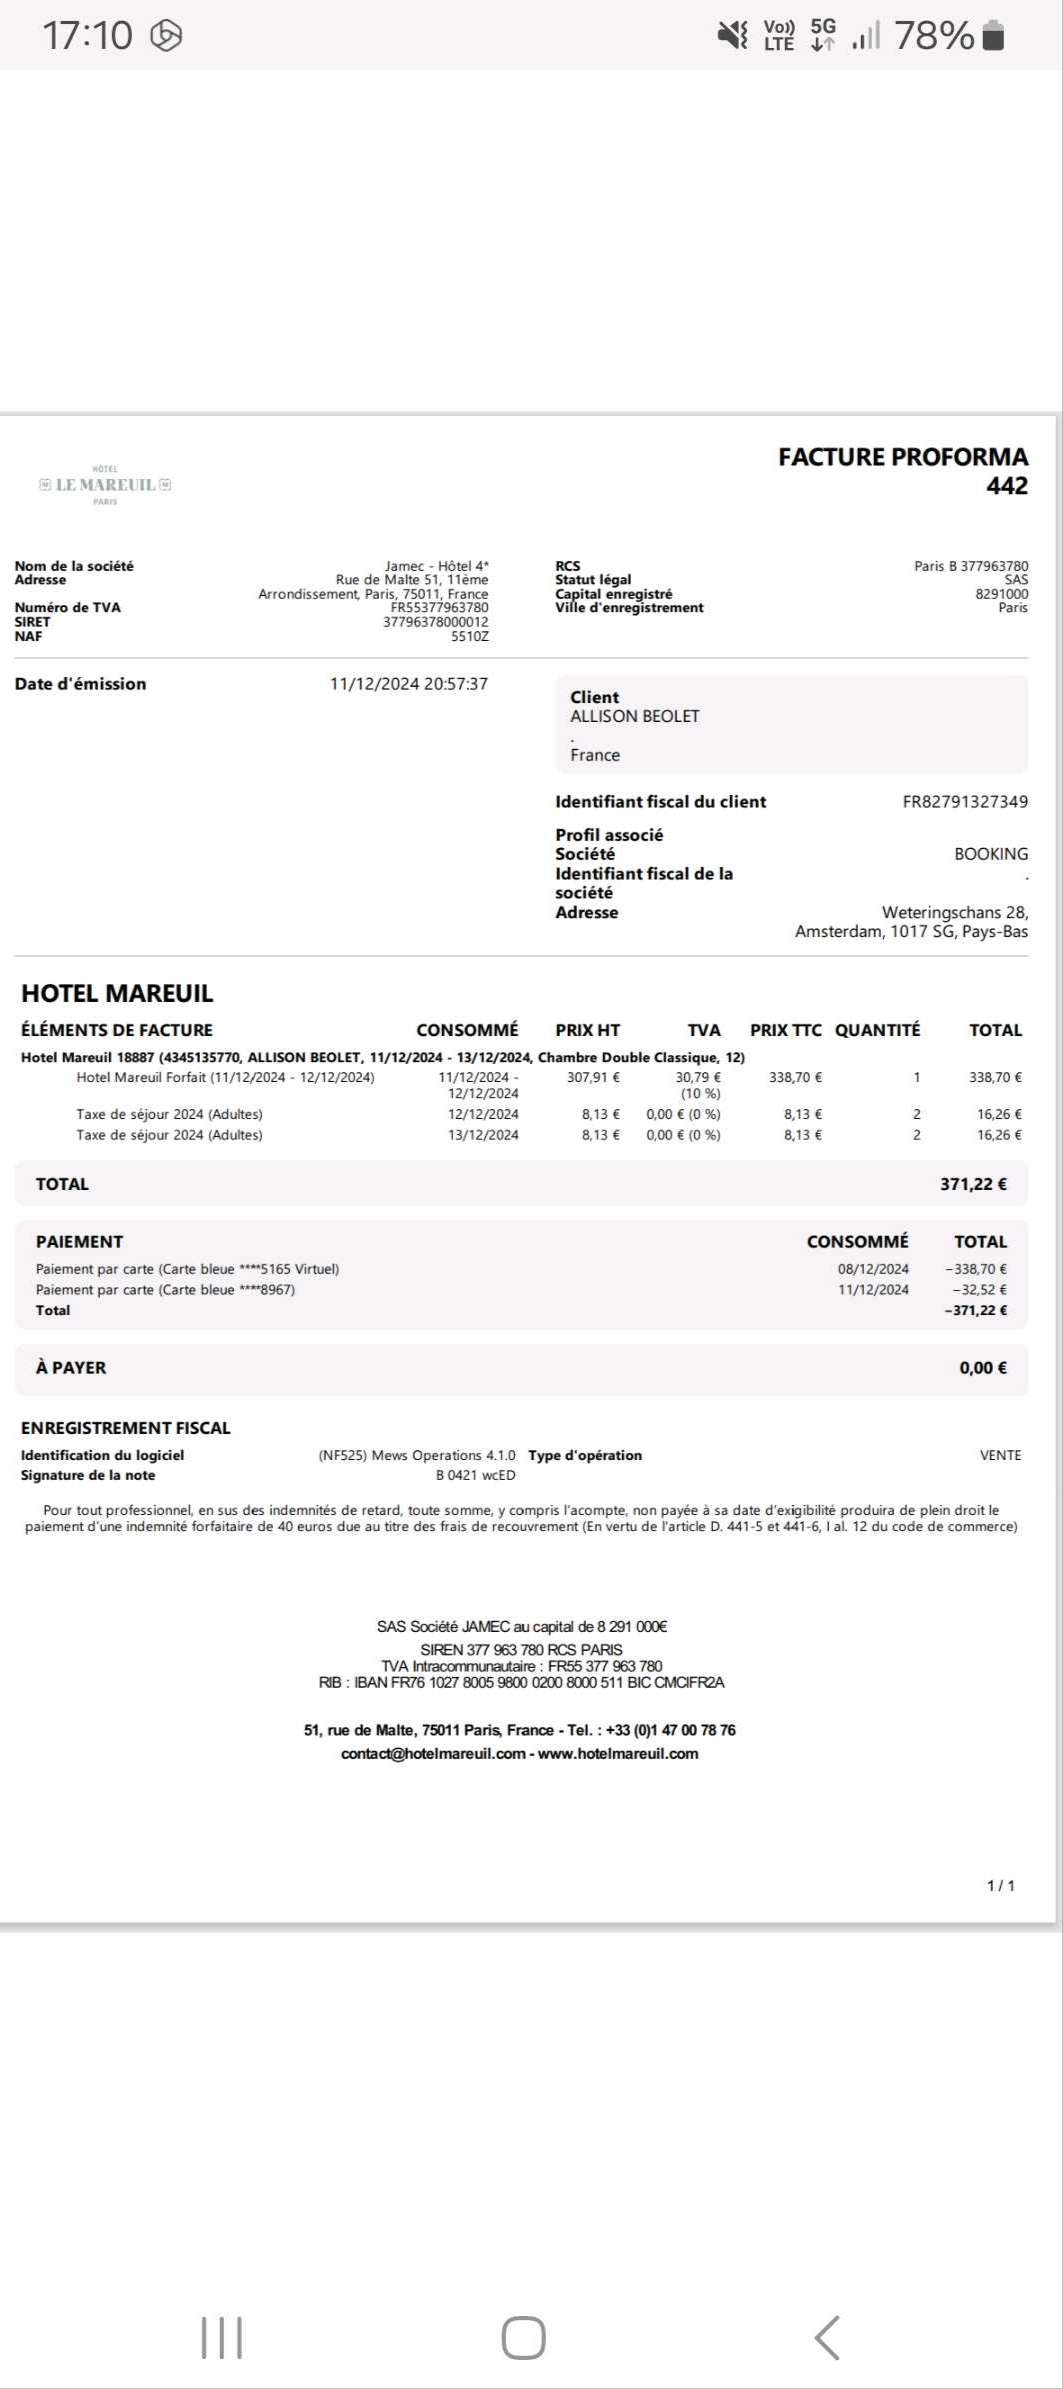 17:10
Vo)) LTE 5G 78%
HÔTEL
LE MAREUIL
PARIS
FACTURE PROFORMA
442
Nom de la société Jamec - Hôtel 4*
Adresse Rue de Malte 51, 11ème
Arrondissement, Paris, 75011, France
Numéro de TVA FR55377963780
SIRET 37796378000012
NAF 5510Z
RCS Paris B 377963780
Statut légal SAS
Capital enregistré 8291000
Ville d'enregistrement Paris
Date d'émission 11/12/2024 20:57:37
Client
ALLISON BEOLET
.
France
Identifiant fiscal du client FR82791327349
Profil associé
Société BOOKING
Identifiant fiscal de la .
société
Adresse Weteringschans 28,
Amsterdam, 1017 SG, Pays-Bas
HOTEL MAREUIL
ÉLÉMENTS DE FACTURE CONSOMMÉ PRIX HT TVA PRIX TTC QUANTITÉ TOTAL
Hotel Mareuil 18887 (4345135770, ALLISON BEOLET, 11/12/2024 - 13/12/2024, Chambre Double Classique, 12)
Hotel Mareuil Forfait (11/12/2024 - 12/12/2024) 11/12/2024 - 307,91 € 30,79 € 338,70 € 1 338,70 €
12/12/2024 (10 %)
Taxe de séjour 2024 (Adultes) 12/12/2024 8,13 € 0,00 € (0 %) 8,13 € 2 16,26 €
Taxe de séjour 2024 (Adultes) 13/12/2024 8,13 € 0,00 € (0 %) 8,13 € 2 16,26 €
TOTAL 371,22 €
PAIEMENT CONSOMMÉ TOTAL
Paiement par carte (Carte bleue ****5165 Virtuel) 08/12/2024 −338,70 €
Paiement par carte (Carte bleue ****8967) 11/12/2024 −32,52 €
Total −371,22 €
À PAYER 0,00 €
ENREGISTREMENT FISCAL
Identification du logiciel (NF525) Mews Operations 4.1.0 Type d'opération VENTE
Signature de la note B 0421 wcED
Pour tout professionnel, en sus des indemnités de retard, toute somme, y compris l'acompte, non payée à sa date d'exigibilité produira de plein droit le
paiement d'une indemnité forfaitaire de 40 euros due au titre des frais de recouvrement (En vertu de l'article D. 441-5 et 441-6, I al. 12 du code de commerce)
SAS Société JAMEC au capital de 8 291 000€
SIREN 377 963 780 RCS PARIS
TVA Intracommunautaire : FR55 377 963 780
RIB : IBAN FR76 1027 8005 9800 0200 8000 511 BIC CMCIFR2A
51, rue de Malte, 75011 Paris, France - Tel. : +33 (0)1 47 00 78 76
contact@hotelmareuil.com - www.hotelmareuil.com
1 / 1